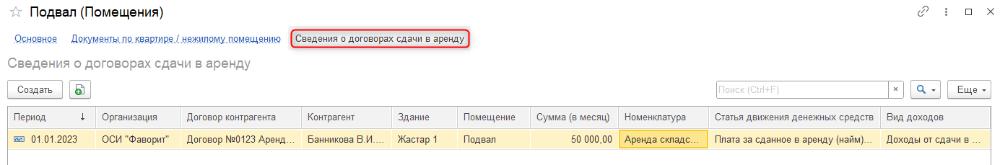 Подвал (Помещения)
Основное Документы по квартире / нежилому помещению Сведения о договорах сдачи в аренду
Сведения о договорах сдачи в аренду
Создать Поиск (Ctrl+F) × Еще
Период ↓ Организация Договор контрагента Контрагент Здание Помещение Сумма (в месяц) Номенклатура Статья движения денежных средств Вид доходов
01.01.2023 ОСИ "Фаворит" Договор №0123 Аренд... Банникова В.И.... Жастар 1 Подвал 50 000,00 Аренда складс... Плата за сданное в аренду (найм)... Доходы от сдачи в ...